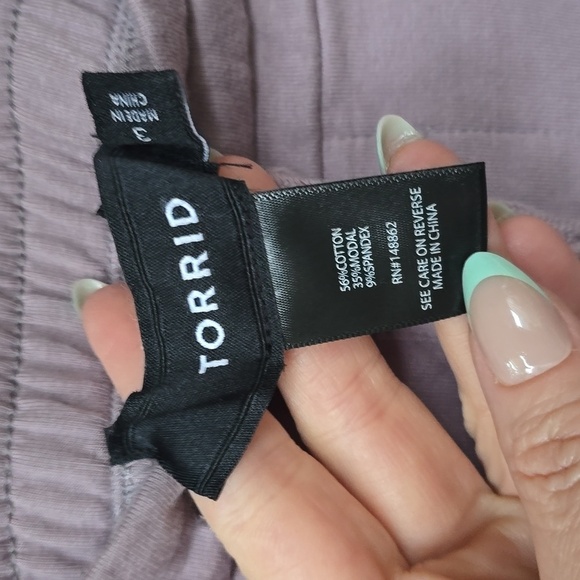 TORRID
3
MADE IN
CHINA
56%COTTON
35%MODAL
9%SPANDEX
RN#148862
SEE CARE ON REVERSE
MADE IN CHINA